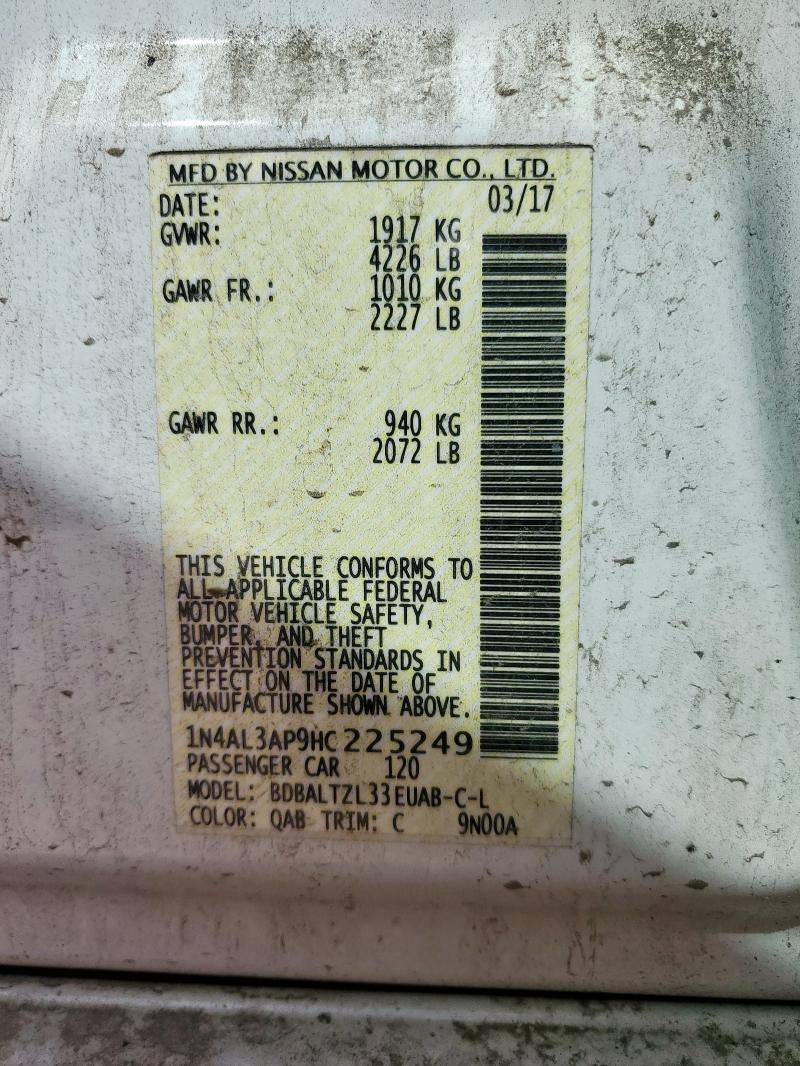 MFD BY NISSAN MOTOR CO., LTD.
DATE: 03/17
GVWR: 1917 KG
4226 LB
GAWR FR.: 1010 KG
2227 LB
GAWR RR.: 940 KG
2072 LB
THIS VEHICLE CONFORMS TO
ALL APPLICABLE FEDERAL
MOTOR VEHICLE SAFETY,
BUMPER, AND THEFT
PREVENTION STANDARDS IN
EFFECT ON THE DATE OF
MANUFACTURE SHOWN ABOVE.
1N4AL3AP9HC225249
PASSENGER CAR 120
MODEL: BDBALTZL33EUAB-C-L
COLOR: QAB TRIM: C 9N00A